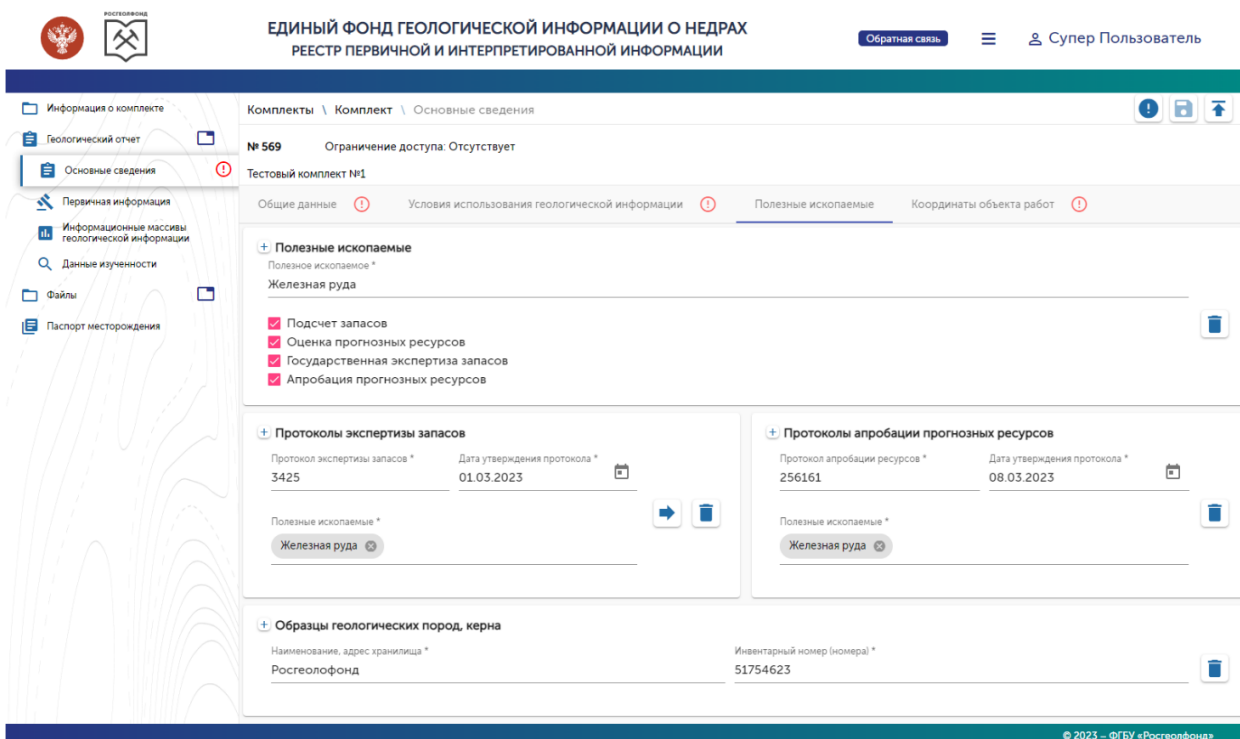 РОСГЕОЛФОНД
ЕДИНЫЙ ФОНД ГЕОЛОГИЧЕСКОЙ ИНФОРМАЦИИ О НЕДРАХ
РЕЕСТР ПЕРВИЧНОЙ И ИНТЕРПРЕТИРОВАННОЙ ИНФОРМАЦИИ
Обратная связь
Супер Пользователь
Информация о комплекте
Геологический отчет
Основные сведения
Первичная информация
Информационные массивы
геологической информации
Данные изученности
Файлы
Паспорт месторождения
Комплекты \ Комплект \ Основные сведения
№ 569 Ограничение доступа: Отсутствует
Тестовый комплект №1
Общие данные Условия использования геологической информации Полезные ископаемые Координаты объекта работ
Полезные ископаемые
Полезное ископаемое *
Железная руда
Подсчет запасов
Оценка прогнозных ресурсов
Государственная экспертиза запасов
Апробация прогнозных ресурсов
Протоколы экспертизы запасов
Протокол экспертизы запасов * Дата утверждения протокола *
3425 01.03.2023
Полезные ископаемые *
Железная руда
Протоколы апробации прогнозных ресурсов
Протокол апробации ресурсов * Дата утверждения протокола *
256161 08.03.2023
Полезные ископаемые *
Железная руда
Образцы геологических пород, керна
Наименование, адрес хранилища * Инвентарный номер (номера) *
Росгеолофонд 51754623
© 2023 – ФГБУ «Росгеолфонд»